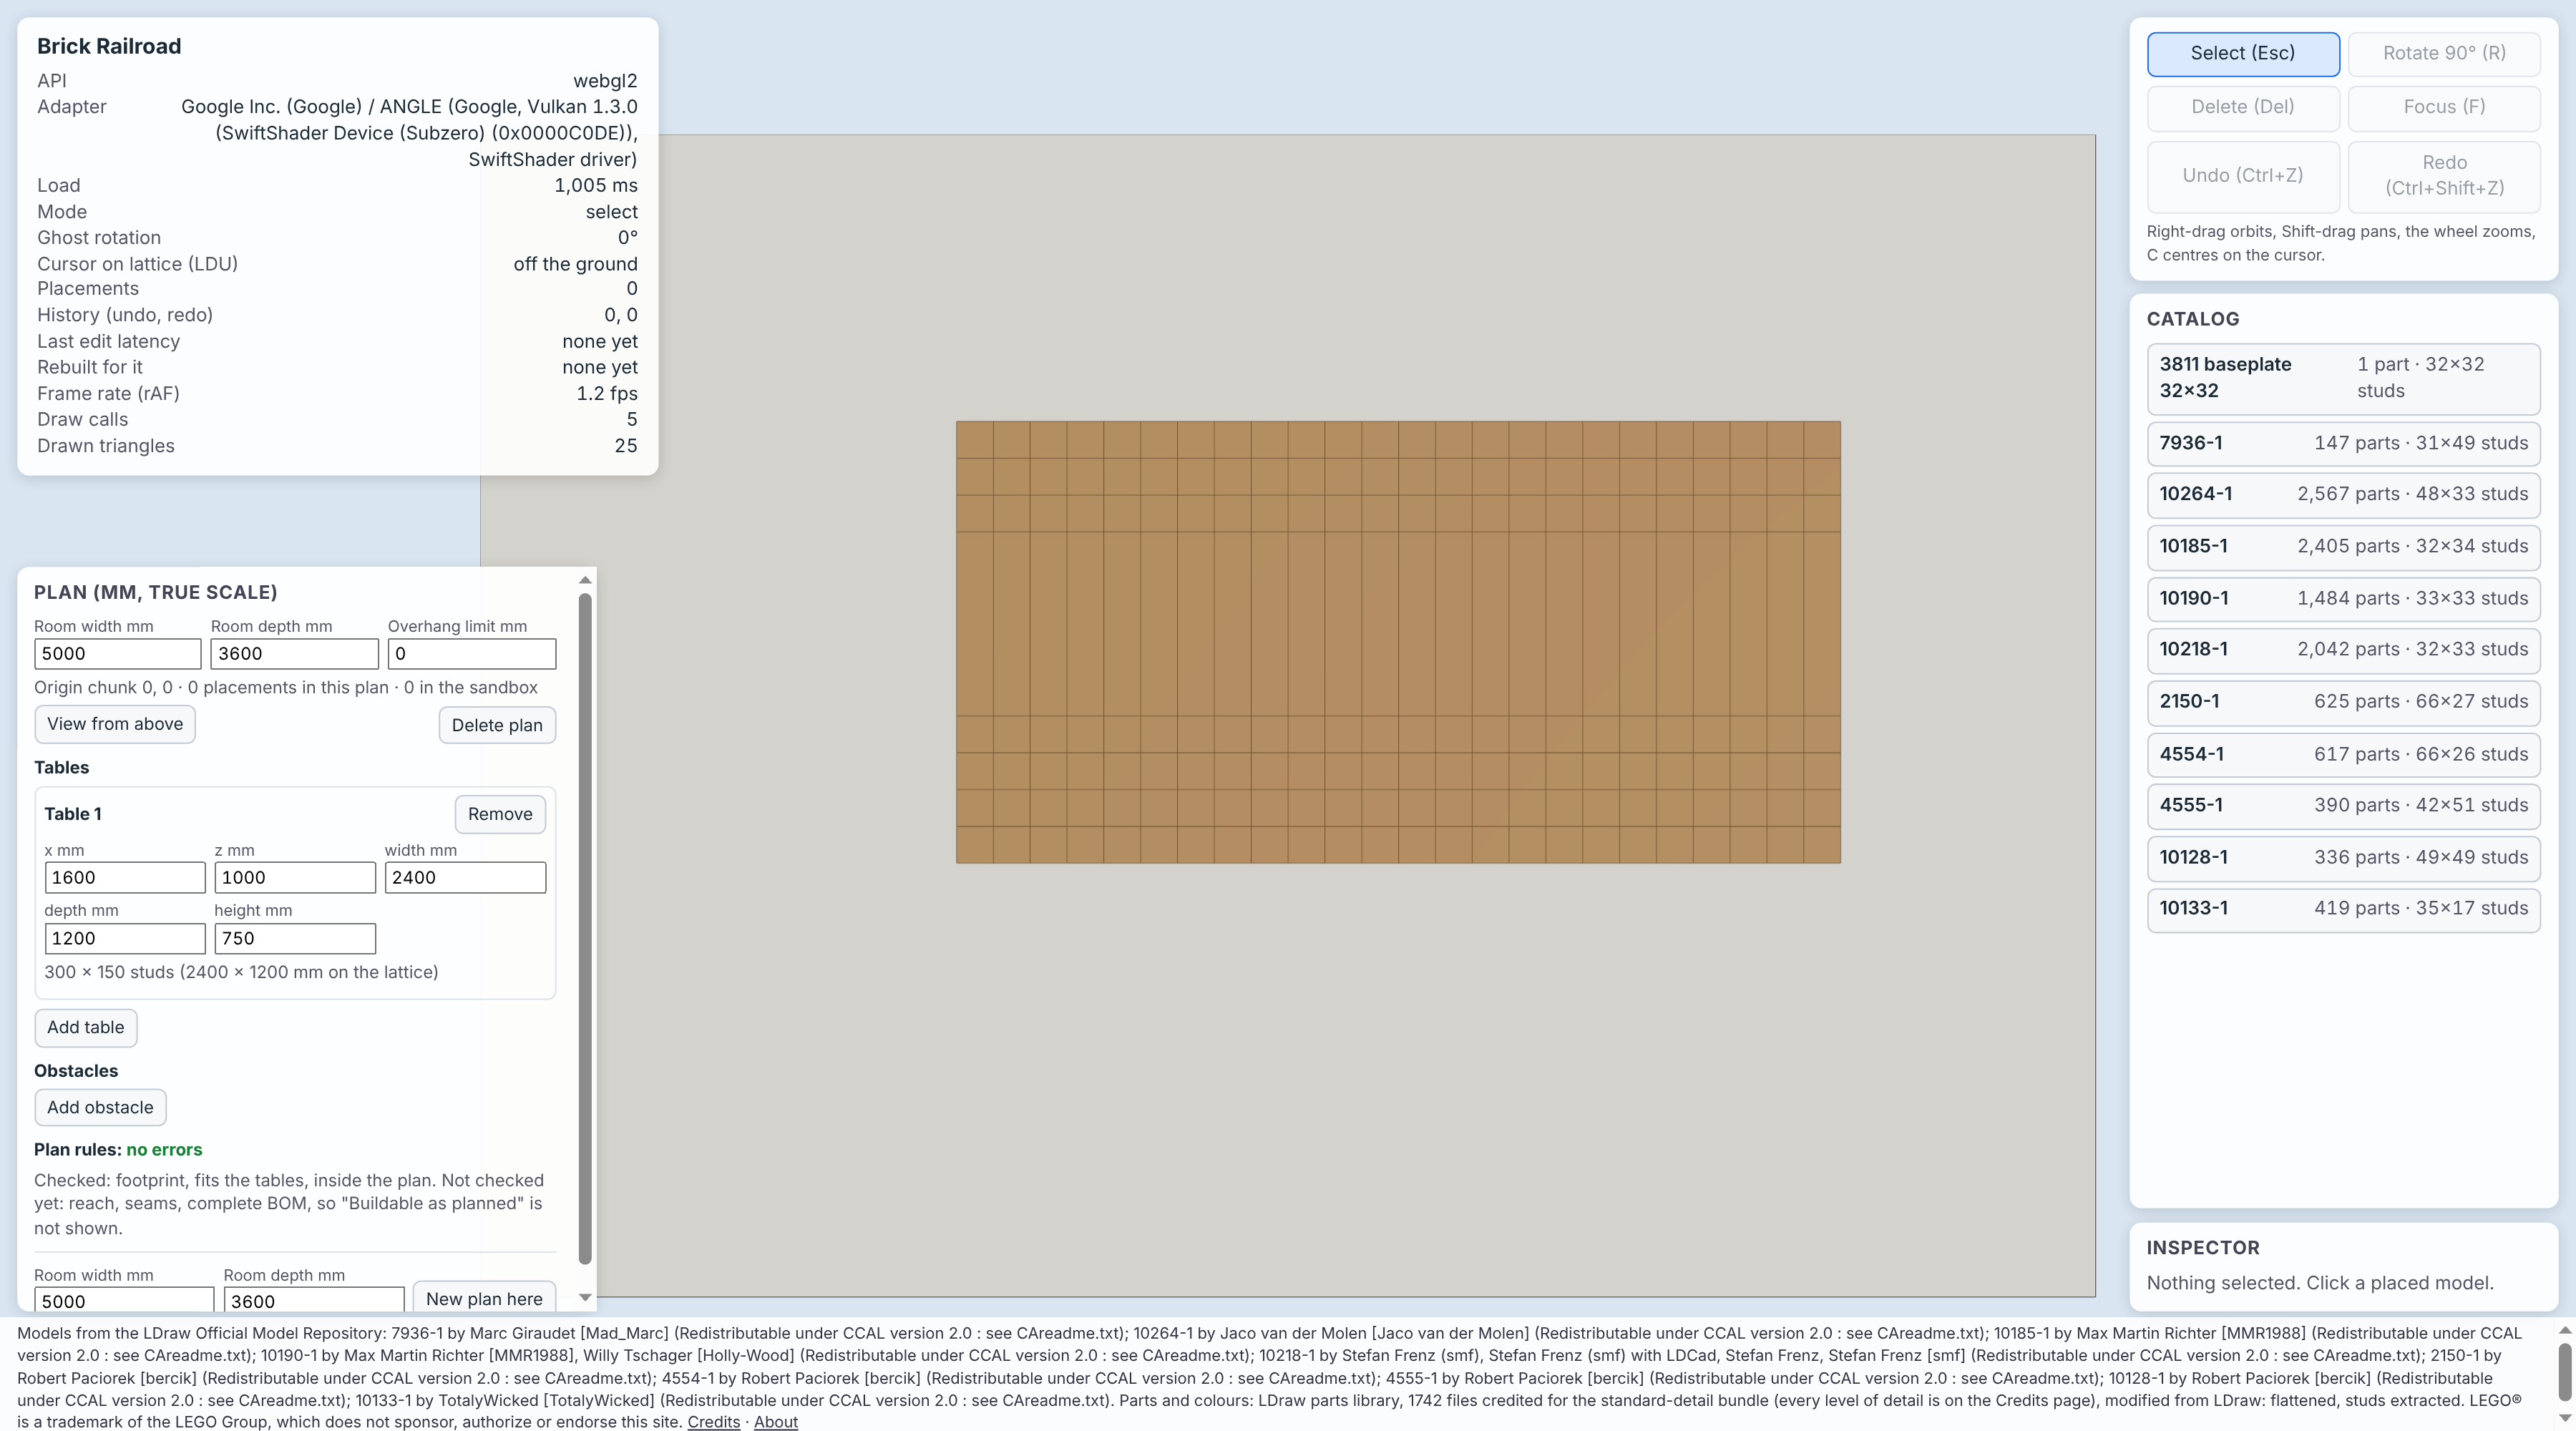 Brick Railroad
API webgl2
Adapter Google Inc. (Google) / ANGLE (Google, Vulkan 1.3.0
(SwiftShader Device (Subzero) (0x0000C0DE)),
SwiftShader driver)
Load 1,005 ms
Mode select
Ghost rotation 0°
Cursor on lattice (LDU) off the ground
Placements 0
History (undo, redo) 0, 0
Last edit latency none yet
Rebuilt for it none yet
Frame rate (rAF) 1.2 fps
Draw calls 5
Drawn triangles 25
PLAN (MM, TRUE SCALE)
Room width mm Room depth mm Overhang limit mm
5000 3600 0
Origin chunk 0, 0 · 0 placements in this plan · 0 in the sandbox
View from above Delete plan
Tables
Table 1 Remove
x mm z mm width mm
1600 1000 2400
depth mm height mm
1200 750
300 × 150 studs (2400 × 1200 mm on the lattice)
Add table
Obstacles
Add obstacle
Plan rules: no errors
Checked: footprint, fits the tables, inside the plan. Not checked
yet: reach, seams, complete BOM, so "Buildable as planned" is
not shown.
Room width mm Room depth mm
5000 3600 New plan here
Select (Esc) Rotate 90° (R)
Delete (Del) Focus (F)
Undo (Ctrl+Z) Redo
(Ctrl+Shift+Z)
Right-drag orbits, Shift-drag pans, the wheel zooms,
C centres on the cursor.
CATALOG
3811 baseplate 1 part · 32×32
32×32 studs
7936-1 147 parts · 31×49 studs
10264-1 2,567 parts · 48×33 studs
10185-1 2,405 parts · 32×34 studs
10190-1 1,484 parts · 33×33 studs
10218-1 2,042 parts · 32×33 studs
2150-1 625 parts · 66×27 studs
4554-1 617 parts · 66×26 studs
4555-1 390 parts · 42×51 studs
10128-1 336 parts · 49×49 studs
10133-1 419 parts · 35×17 studs
INSPECTOR
Nothing selected. Click a placed model.
Models from the LDraw Official Model Repository: 7936-1 by Marc Giraudet [Mad_Marc] (Redistributable under CCAL version 2.0 : see CAreadme.txt); 10264-1 by Jaco van der Molen [Jaco van der Molen] (Redistributable under CCAL version 2.0 : see CAreadme.txt); 10185-1 by Max Martin Richter [MMR1988] (Redistributable under CCAL
version 2.0 : see CAreadme.txt); 10190-1 by Max Martin Richter [MMR1988], Willy Tschager [Holly-Wood] (Redistributable under CCAL version 2.0 : see CAreadme.txt); 10218-1 by Stefan Frenz (smf), Stefan Frenz (smf) with LDCad, Stefan Frenz, Stefan Frenz [smf] (Redistributable under CCAL version 2.0 : see CAreadme.txt); 2150-1 by
Robert Paciorek [bercik] (Redistributable under CCAL version 2.0 : see CAreadme.txt); 4554-1 by Robert Paciorek [bercik] (Redistributable under CCAL version 2.0 : see CAreadme.txt); 4555-1 by Robert Paciorek [bercik] (Redistributable under CCAL version 2.0 : see CAreadme.txt); 10128-1 by Robert Paciorek [bercik] (Redistributable
under CCAL version 2.0 : see CAreadme.txt); 10133-1 by TotalyWicked [TotalyWicked] (Redistributable under CCAL version 2.0 : see CAreadme.txt). Parts and colours: LDraw parts library, 1742 files credited for the standard-detail bundle (every level of detail is on the Credits page), modified from LDraw: flattened, studs extracted. LEGO®
is a trademark of the LEGO Group, which does not sponsor, authorize or endorse this site. Credits · About